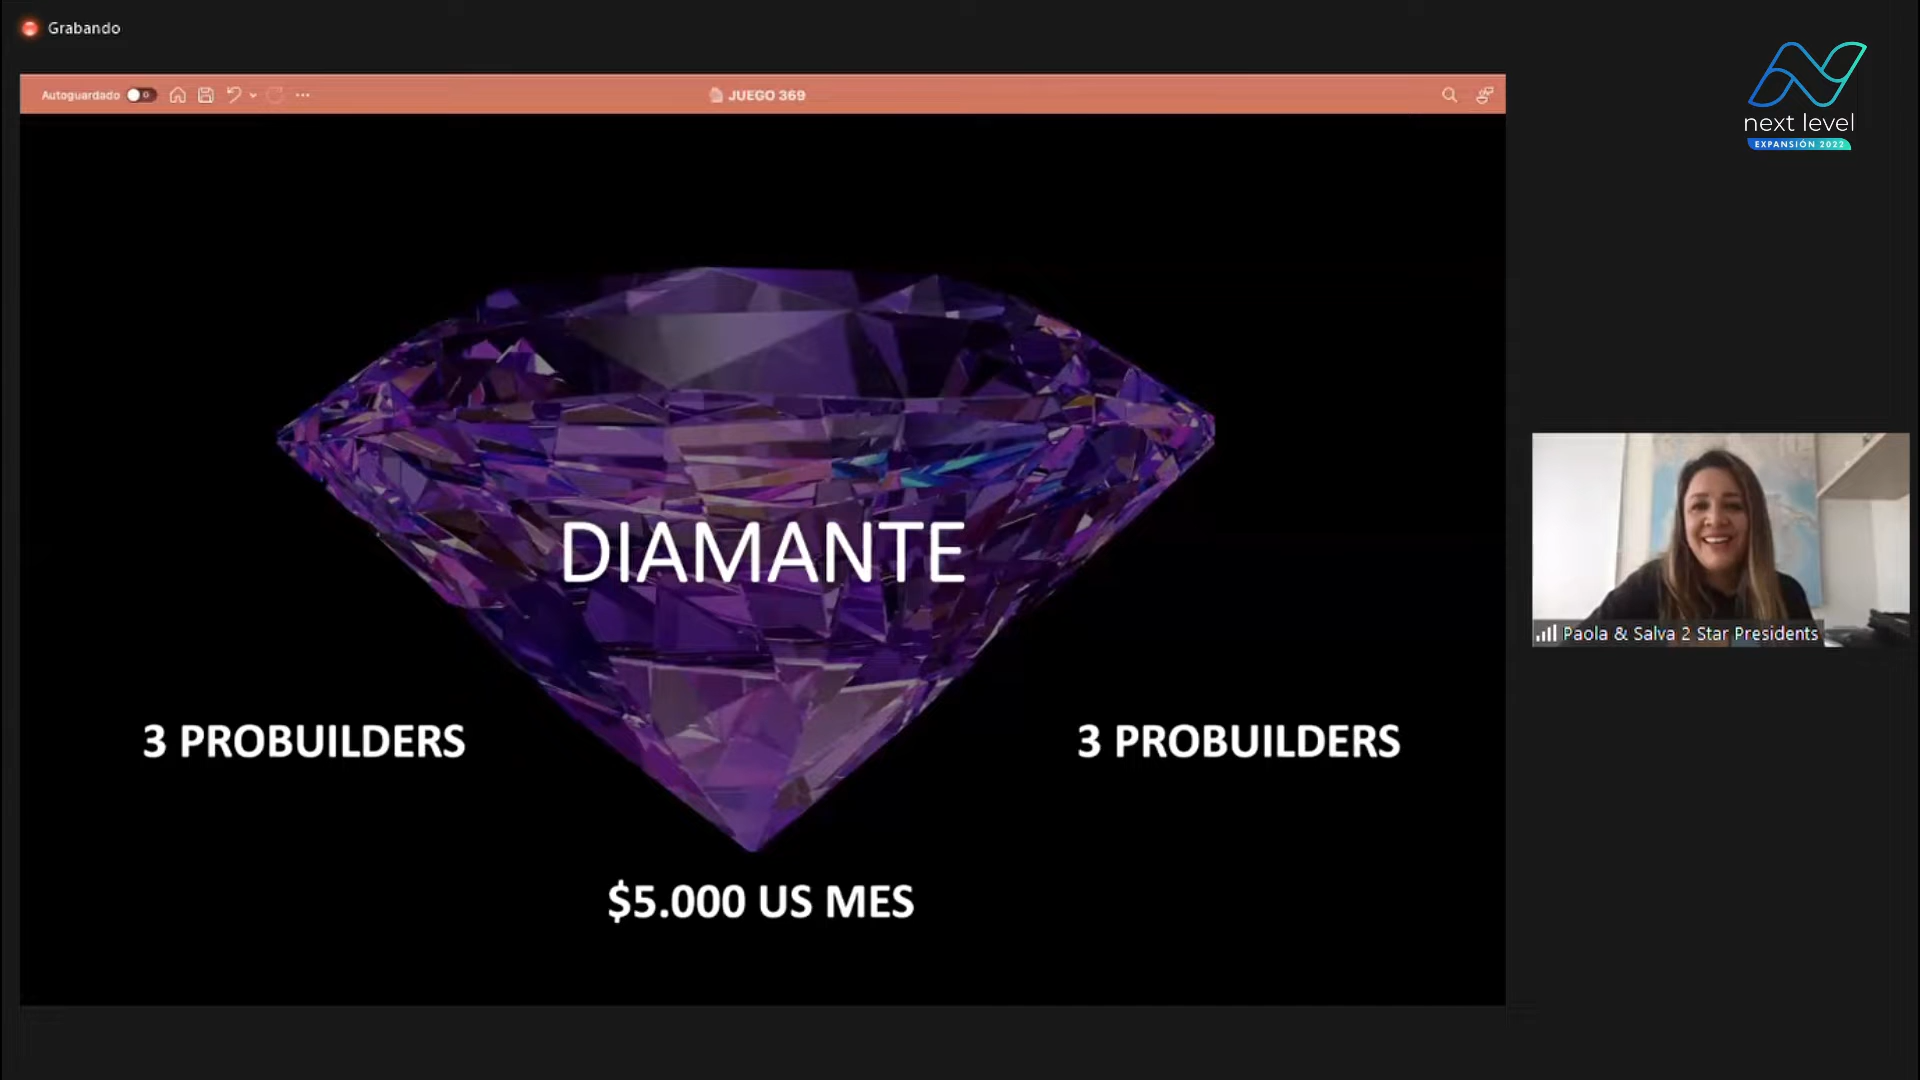 Grabando
Autoguardado
JUEGO 369
next level
EXPANSIÓN 2022
DIAMANTE
3 PROBUILDERS
3 PROBUILDERS
$5.000 US MES
Paola & Salva 2 Star Presidents